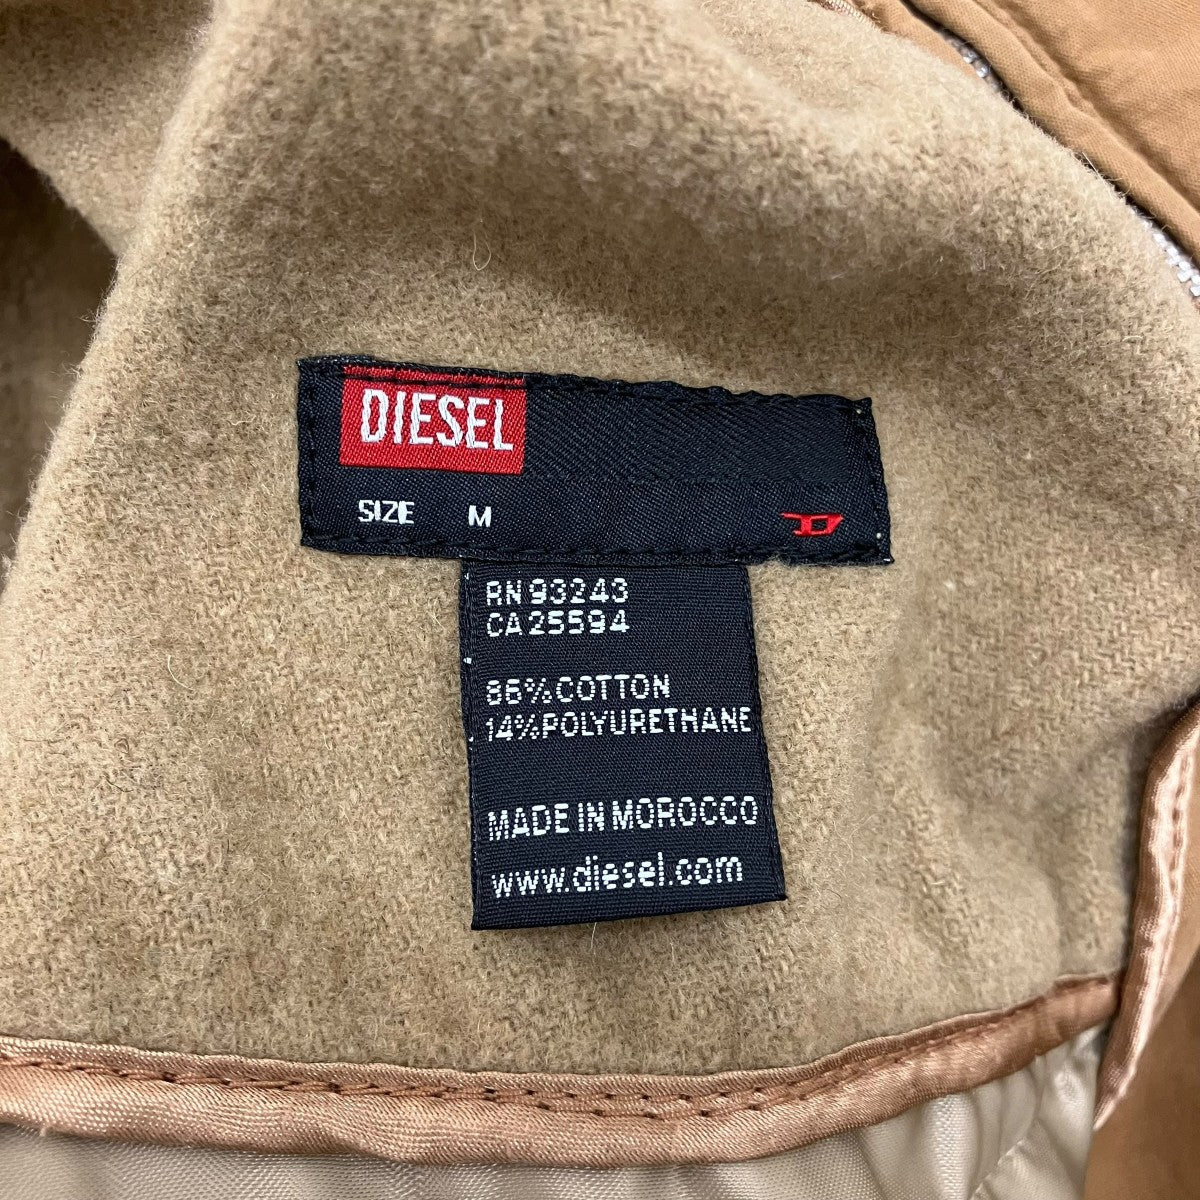 DIESEL
SIZE M
RN 93243
CA 25594
86% COTTON
14% POLYURETHANE
MADE IN MOROCCO
www.diesel.com